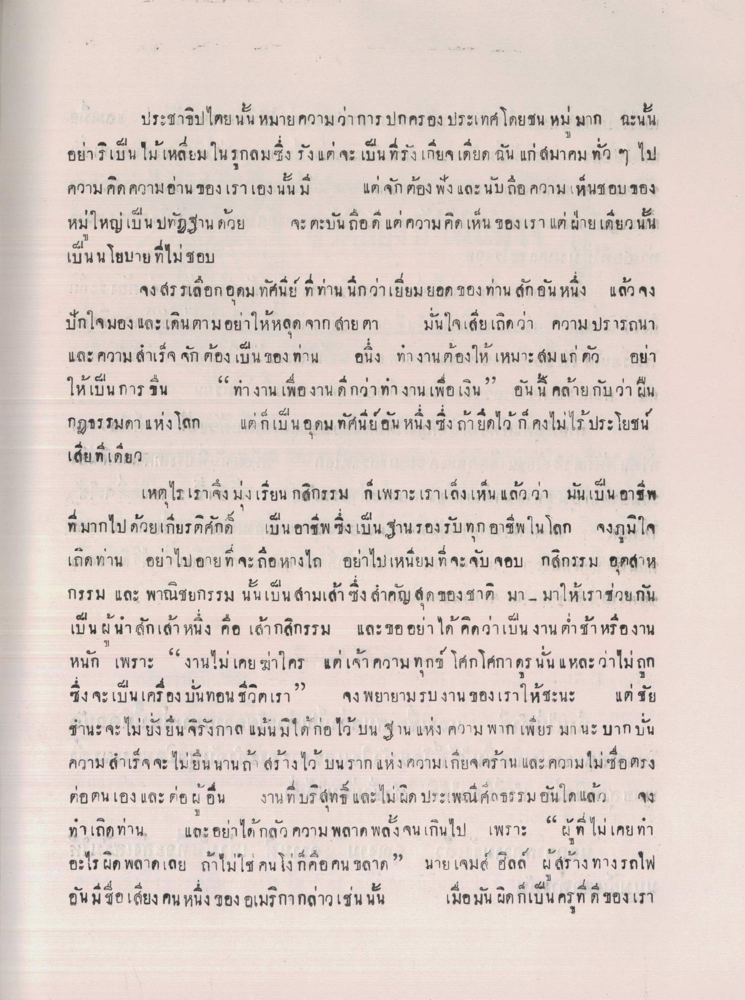 ประชาธิปไตยนั้นหมายความว่าการปกครองประเทศโดยชนหมู่มาก ฉะนั้น
อย่าริเป็นไม้เหลี่ยมในรุกลมซึ่งรังแต่จะเป็นที่รังเกียจเดียดฉันแก่สมาคมทั่วๆ ไป
ความคิดความอ่านของเราเองนั้นมี แต่จักต้องฟังและนับถือความเห็นชอบของ
หมู่ใหญ่เป็นปทัฏฐานด้วย จะตะบันถือดีแต่ความคิดเห็นของเราแต่ฝ่ายเดียวนั้น
เป็นนโยบายที่ไม่ชอบ
จงสรรเลือกอุดมทัศนีย์ที่ท่านนึกว่าเยี่ยมยอดของท่านสักอันหนึ่ง แล้วจง
ปักใจมองและเดินตามอย่าให้หลุดจากสายตา มั่นใจเสียเถิดว่า ความปรารถนา
และความสำเร็จจักต้องเป็นของท่าน อนึ่ง ทำงานต้องให้เหมาะสมแก่ตัว อย่า
ให้เป็นการขืน “ทำงานเพื่องานดีกว่าทำงานเพื่อเงิน” อันนี้คล้ายกับว่าผืน
กฎธรรมดาแห่งโลก แต่ก็เป็นอุดมทัศนีย์อันหนึ่งซึ่งถ้ายึดไว้ก็คงไม่ไร้ประโยชน์
เสียทีเดียว
เหตุไรเราจึงมุ่งเรียนกสิกรรม ก็เพราะเราเล็งเห็นแล้วว่า มันเป็นอาชีพ
ที่มากไปด้วยเกียรติศักดิ์ เป็นอาชีพซึ่งเป็นฐานรองรับทุกอาชีพในโลก จงภูมิใจ
เถิดท่าน อย่าไปอายที่จะถือหางไถ อย่าไปเหนียมที่จะจับจอบ กสิกรรม อุตสาห
กรรม และ พาณิชยกรรม นั้นเป็นสามเส้าซึ่งสำคัญสุดของชาติ มา_มาให้เราช่วยกัน
เป็นผู้นำสักเส้าหนึ่ง คือ เส้ากสิกรรม และขออย่าได้คิดว่าเป็นงานต่ำช้าหรืองาน
หนัก เพราะ “งานไม่เคยฆ่าใคร แต่เจ้าความทุกข์โศกโศกาดูรนั่นแหละว่าไม่ถูก
ซึ่งจะเป็นเครื่องบั่นทอนชีวิตเรา” จงพยายามรบงานของเราให้ชะนะ แต่ชัย
ชำนะจะไม่ยั่งยืนจิรังกาลแม้นมิได้ก่อไว้บนฐานแห่งความพากเพียรมานะบากบั่น
ความสำเร็จจะไม่ยืนนานถ้าสร้างไว้บนรากแห่งความเกียจคร้านและความไม่ซื่อตรง
ต่อตนเองและต่อผู้อื่น งานที่บริสุทธิ์และไม่ผิดประเพณีศีลธรรมอันใดแล้ว จง
ทำเถิดท่าน และอย่าได้กลัวความพลาดพลั้งจนเกินไป เพราะ “ผู้ที่ไม่เคยทำ
อะไรผิดพลาดเลย ถ้าไม่ใช่คนโง่ก็คือคนขลาด” นายเจมส์ ฮิลล์ ผู้สร้างทางรถไฟ
อันมีชื่อเสียงคนหนึ่งของอเมริกากล่าวเช่นนั้น เมื่อมันผิดก็เป็นครูที่ดีของเรา